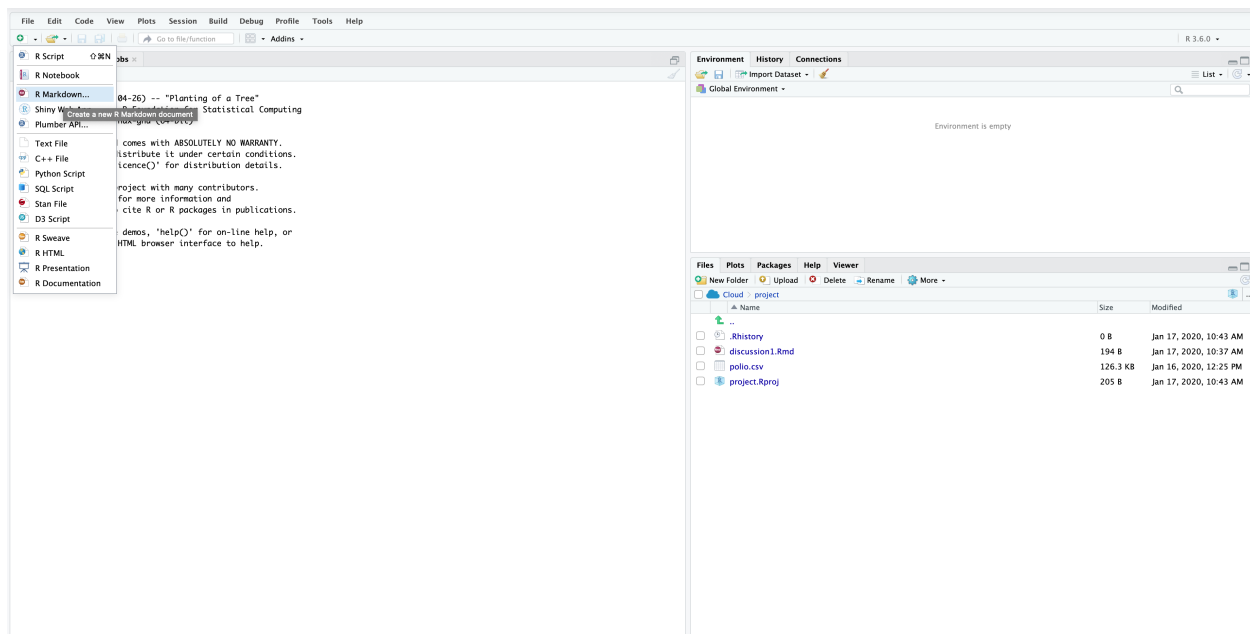 File Edit Code View Plots Session Build Debug Profile Tools Help
Go to file/function Addins R 3.6.0
R Script ⇧⌘N
R Notebook
R Markdown...
Shiny Web App...
Create a new R Markdown document
Plumber API...
Text File
C++ File
Python Script
SQL Script
Stan File
D3 Script
R Sweave
R HTML
R Presentation
R Documentation
obs ×
04-26) -- "Planting of a Tree"
R Foundation for Statistical Computing
comes with ABSOLUTELY NO WARRANTY.
istribute it under certain conditions.
icence()' for distribution details.
roject with many contributors.
for more information and
cite R or R packages in publications.
demos, 'help()' for on-line help, or
HTML browser interface to help.
Environment History Connections
Import Dataset List
Global Environment
Environment is empty
Files Plots Packages Help Viewer
New Folder Upload Delete Rename More
Cloud project
Name Size Modified
..
.Rhistory 0 B Jan 17, 2020, 10:43 AM
discussion1.Rmd 194 B Jan 17, 2020, 10:37 AM
polio.csv 126.3 KB Jan 16, 2020, 12:25 PM
project.Rproj 205 B Jan 17, 2020, 10:43 AM